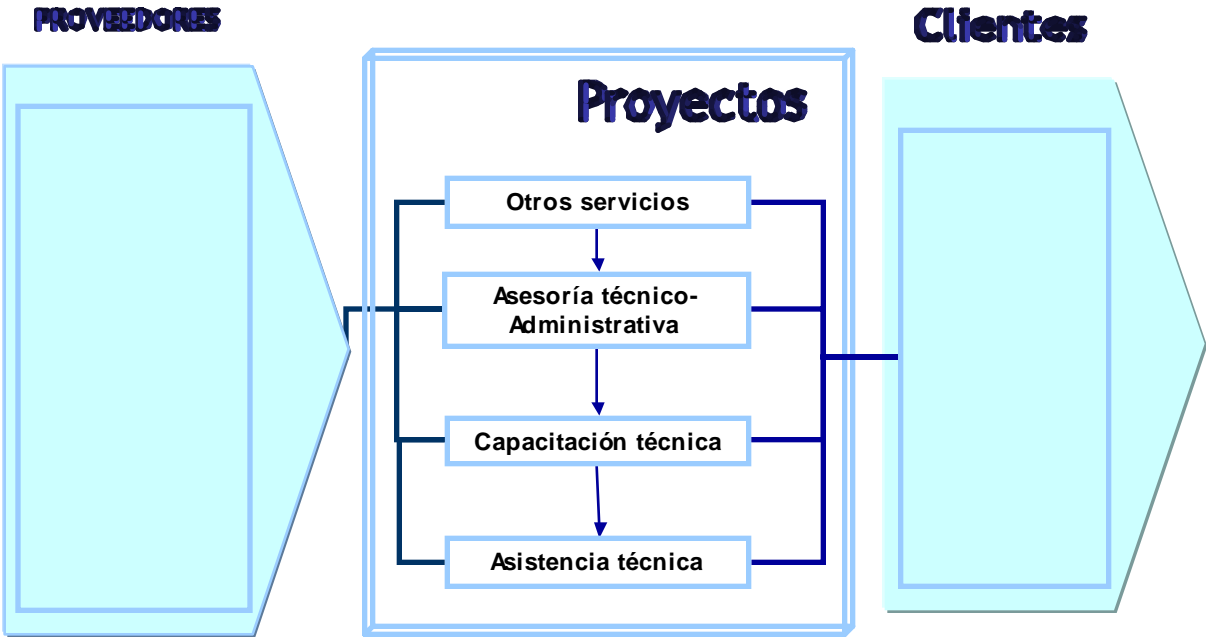 PROVEEDORES
Clientes
Proyectos
Otros servicios
Asesoría técnico-
Administrativa
Capacitación técnica
Asistencia técnica